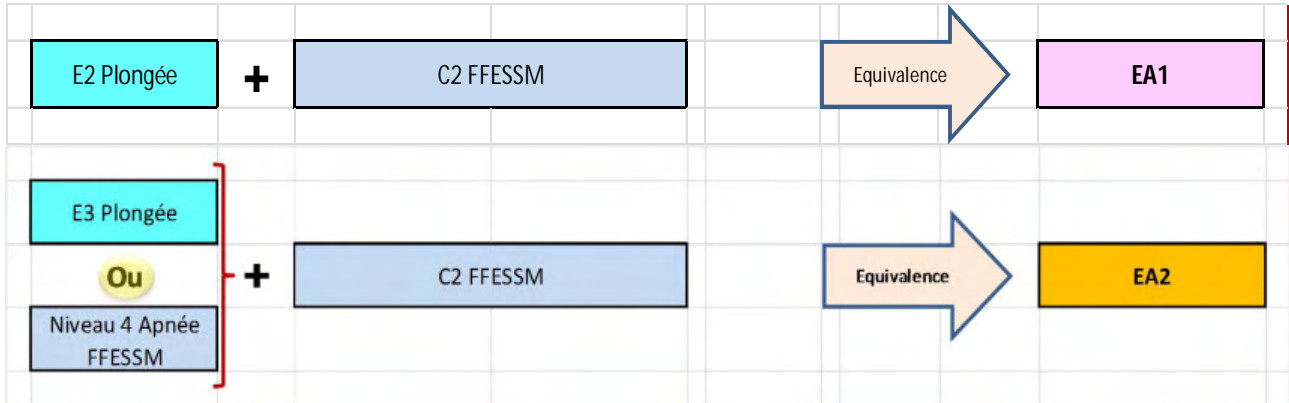 E2 Plongée + C2 FFESSM Equivalence EA1
E3 Plongée
Ou + C2 FFESSM Equivalence EA2
Niveau 4 Apnée
FFESSM